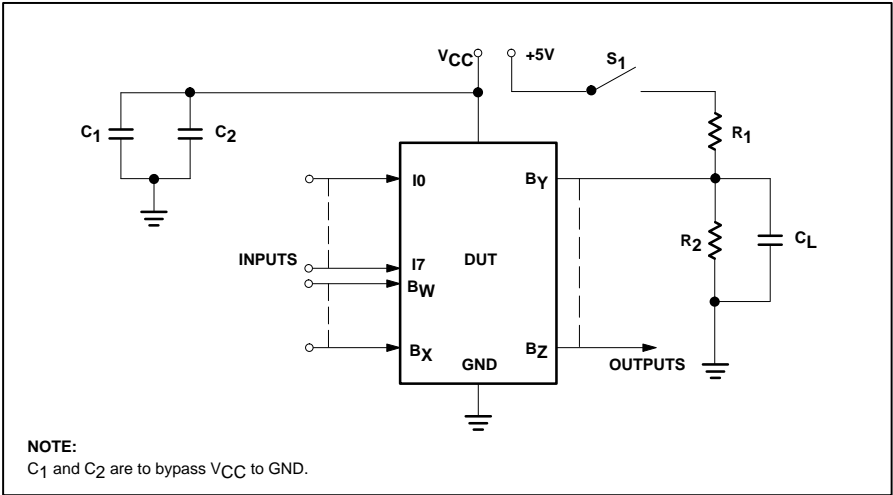 VCC +5V S1
C1 C2 R1
I0 BY
R2 CL
INPUTS I7 DUT
BW
BX BZ
GND OUTPUTS
NOTE:
C1 and C2 are to bypass VCC to GND.